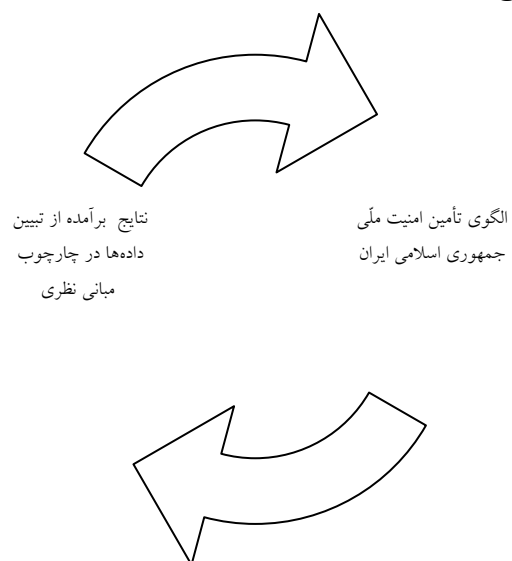 الگوی تأمین امنیت ملّی
جمهوری اسلامی ایران
نتایج برآمده از تبیین
داده‌ها در چارچوب
مبانی نظری